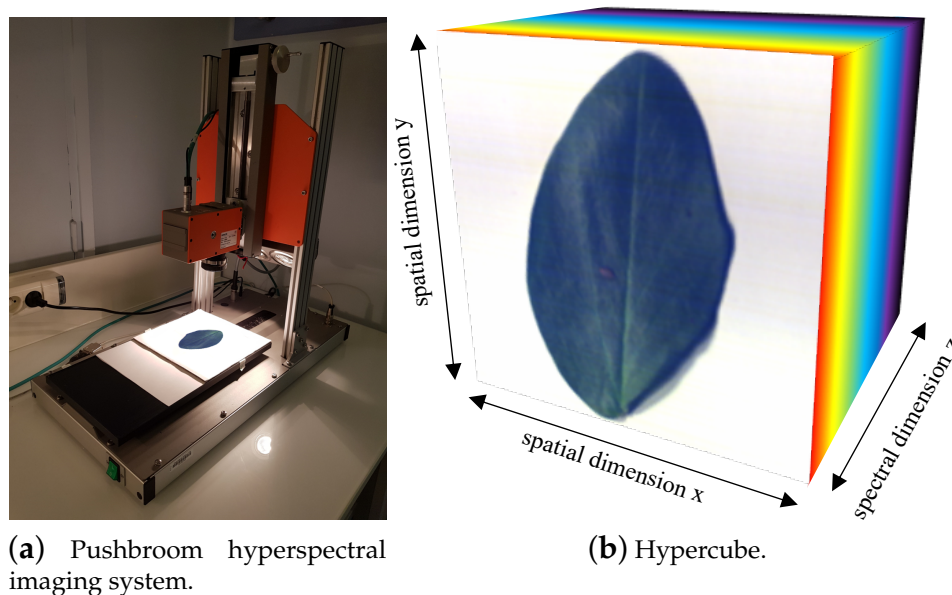 spatial dimension y
spatial dimension x
spectral dimension z
(a) Pushbroom hyperspectral
imaging system.
(b) Hypercube.